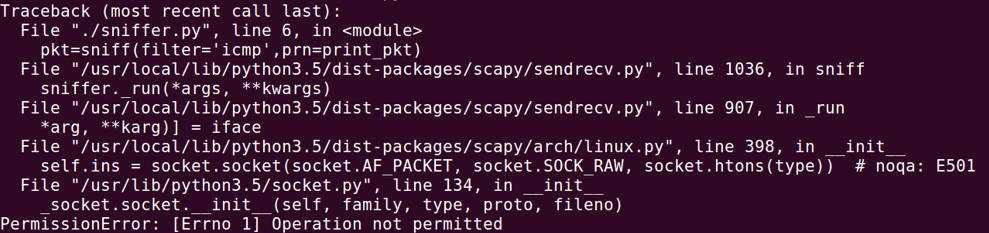 Traceback (most recent call last):
  File "./sniffer.py", line 6, in <module>
    pkt=sniff(filter='icmp',prn=print_pkt)
  File "/usr/local/lib/python3.5/dist-packages/scapy/sendrecv.py", line 1036, in sniff
    sniffer._run(*args, **kwargs)
  File "/usr/local/lib/python3.5/dist-packages/scapy/sendrecv.py", line 907, in _run
    *arg, **karg)] = iface
  File "/usr/local/lib/python3.5/dist-packages/scapy/arch/linux.py", line 398, in __init__
    self.ins = socket.socket(socket.AF_PACKET, socket.SOCK_RAW, socket.htons(type))  # noqa: E501
  File "/usr/lib/python3.5/socket.py", line 134, in __init__
    _socket.socket.__init__(self, family, type, proto, fileno)
PermissionError: [Errno 1] Operation not permitted